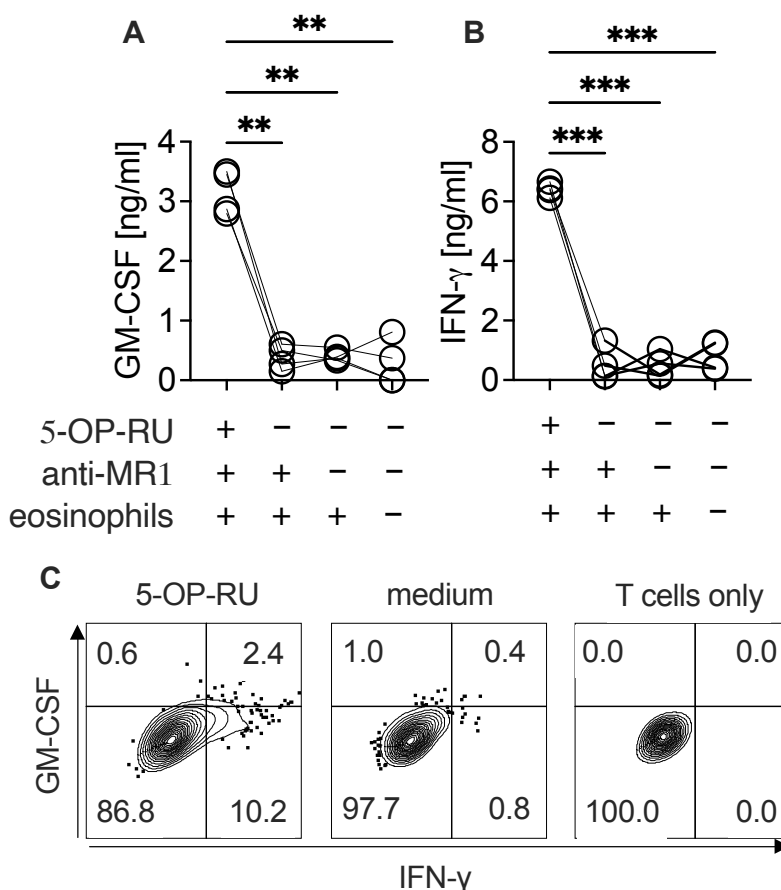 A
B
** ***
** ***
** ***
4
3
2
1
0
GM-CSF [ng/ml]
8
6
4
2
0
IFN-γ [ng/ml]
5-OP-RU + − − − + − − −
anti-MR1 + + − − + + − −
eosinophils + + + − + + + −
C
5-OP-RU medium T cells only
0.6 2.4 1.0 0.4 0.0 0.0
GM-CSF
86.8 10.2 97.7 0.8 100.0 0.0
IFN-γ